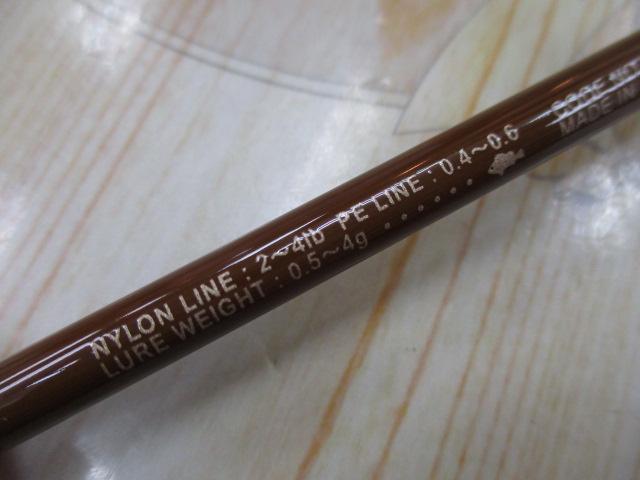 NYLON LINE : 2～4lb PE LINE : 0.4～0.6
LURE WEIGHT : 0.5～4g
MADE IN